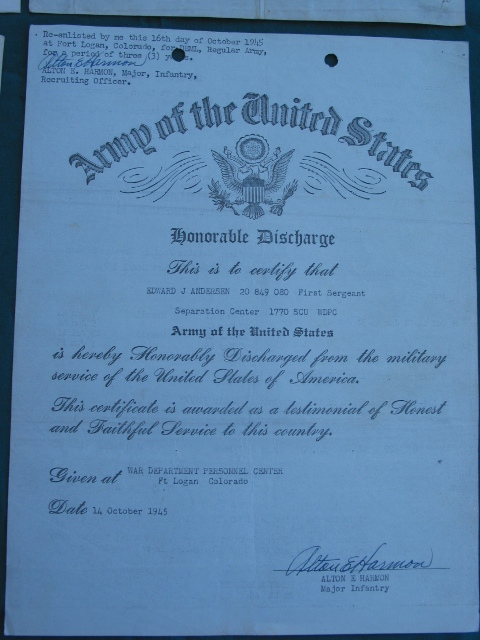 Re-enlisted by me this 16th day of October 1945
at Fort Logan, Colorado, for Regular Army,
for a period of three (3) years.
Alton E Harmon
ALTON E. HARMON, Major, Infantry,
Recruiting Officer.
Army of the United States
Honorable Discharge
This is to certify that
EDWARD J ANDERSEN 20 849 080 First Sergeant
Separation Center 1770 SCU WDPC
Army of the United States
is hereby Honorably Discharged from the military
service of the United States of America.
This certificate is awarded as a testimonial of Honest
and Faithful Service to this country.
Given at WAR DEPARTMENT PERSONNEL CENTER
Ft Logan Colorado
Date 14 October 1945
Alton E Harmon
ALTON E HARMON
Major Infantry